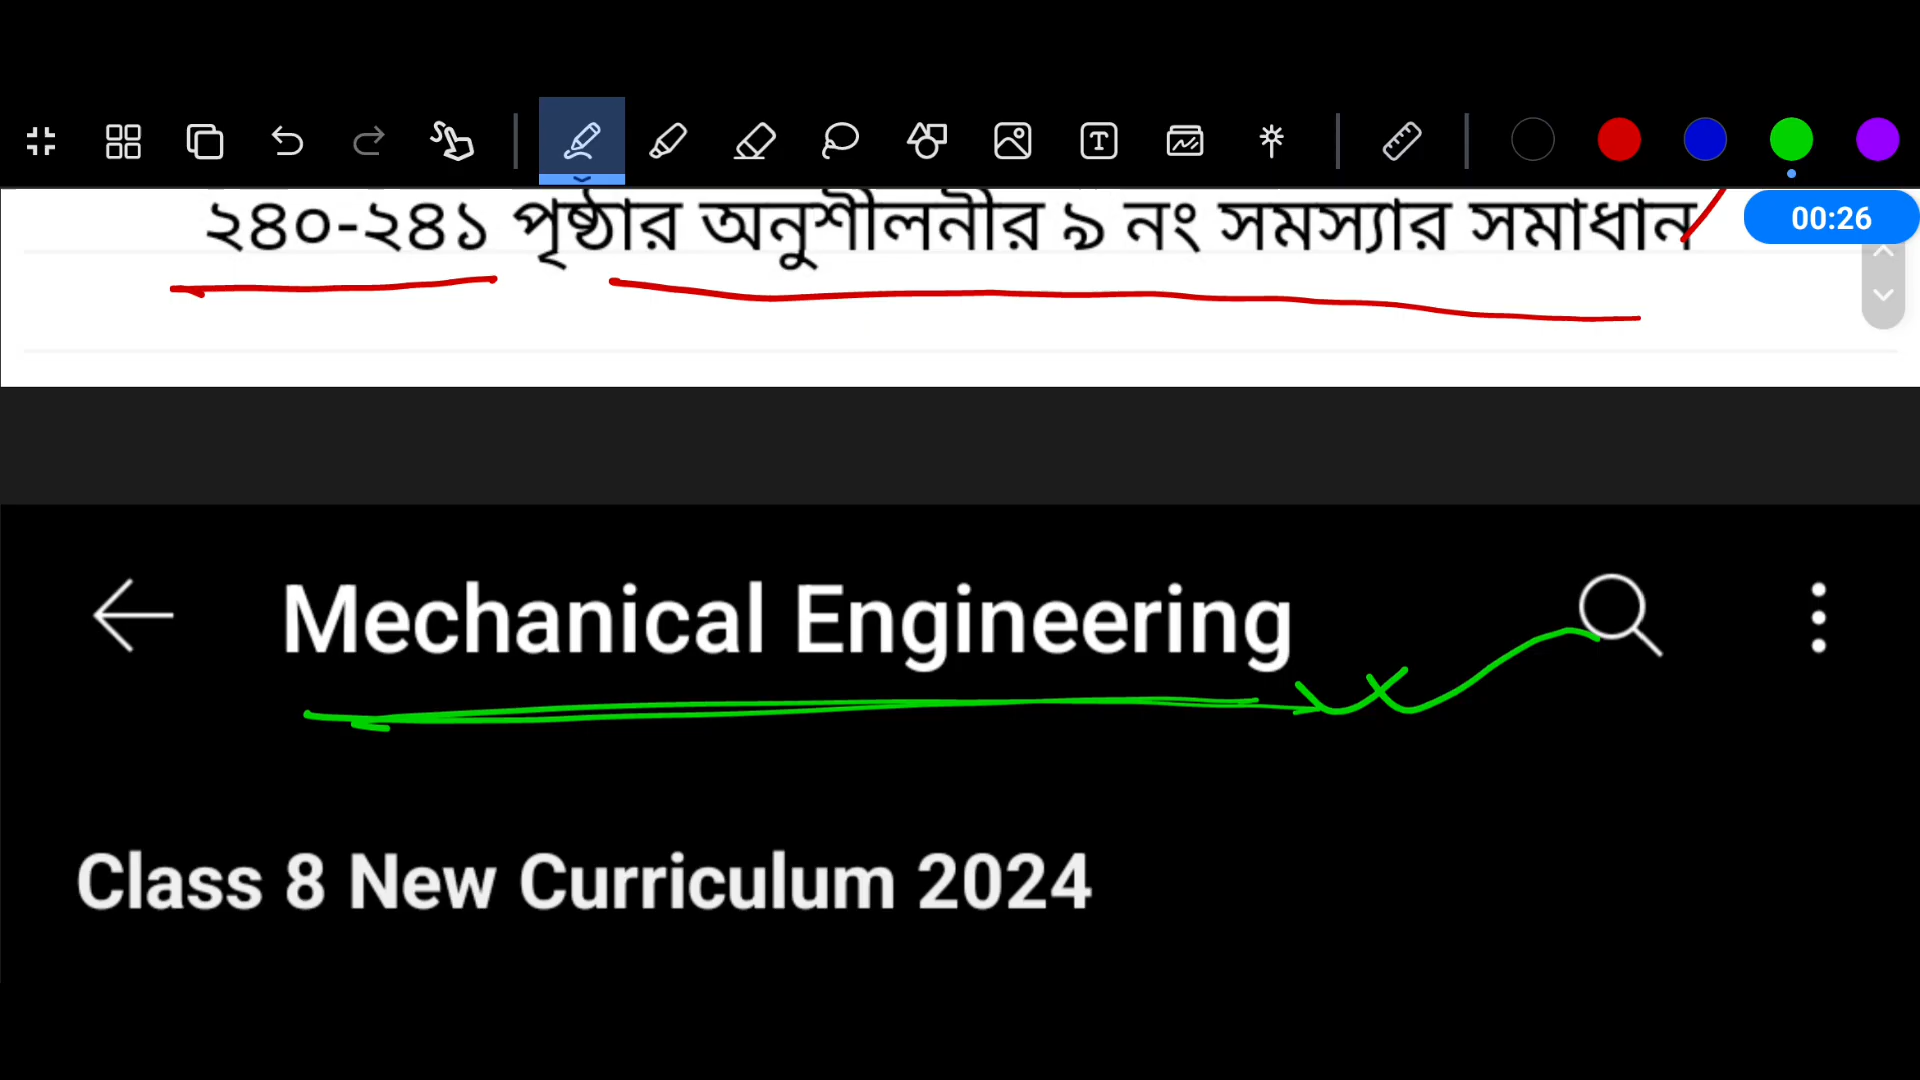 ২৪০-২৪১ পৃষ্ঠার অনুশীলনীর ৯ নং সমস্যার সমাধান
00:26
Mechanical Engineering
Class 8 New Curriculum 2024